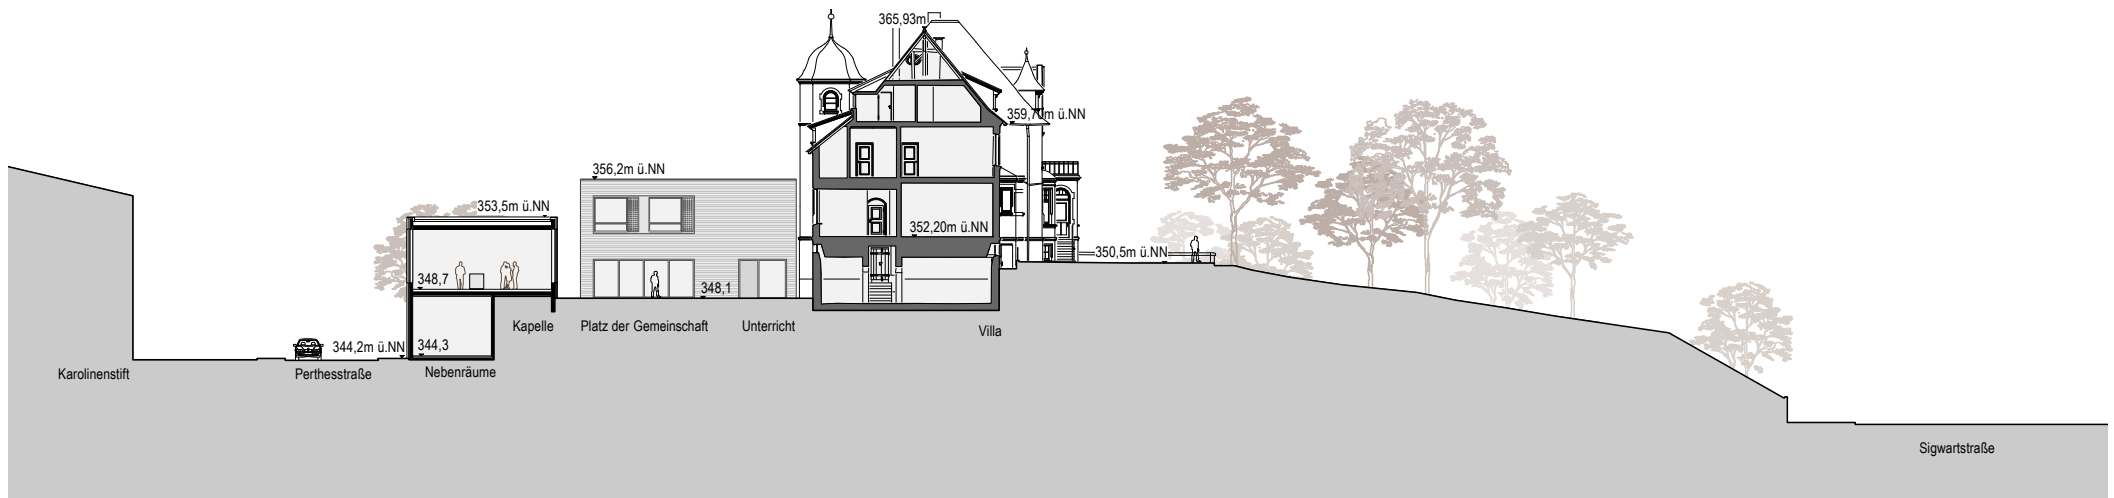 365,93m
359,70m ü.NN
356,2m ü.NN
353,5m ü.NN
352,20m ü.NN
350,5m ü.NN
348,7
348,1
Kapelle
Platz der Gemeinschaft
Unterricht
Villa
344,2m ü.NN
344,3
Karolinenstift
Perthesstraße
Nebenräume
Sigwartstraße